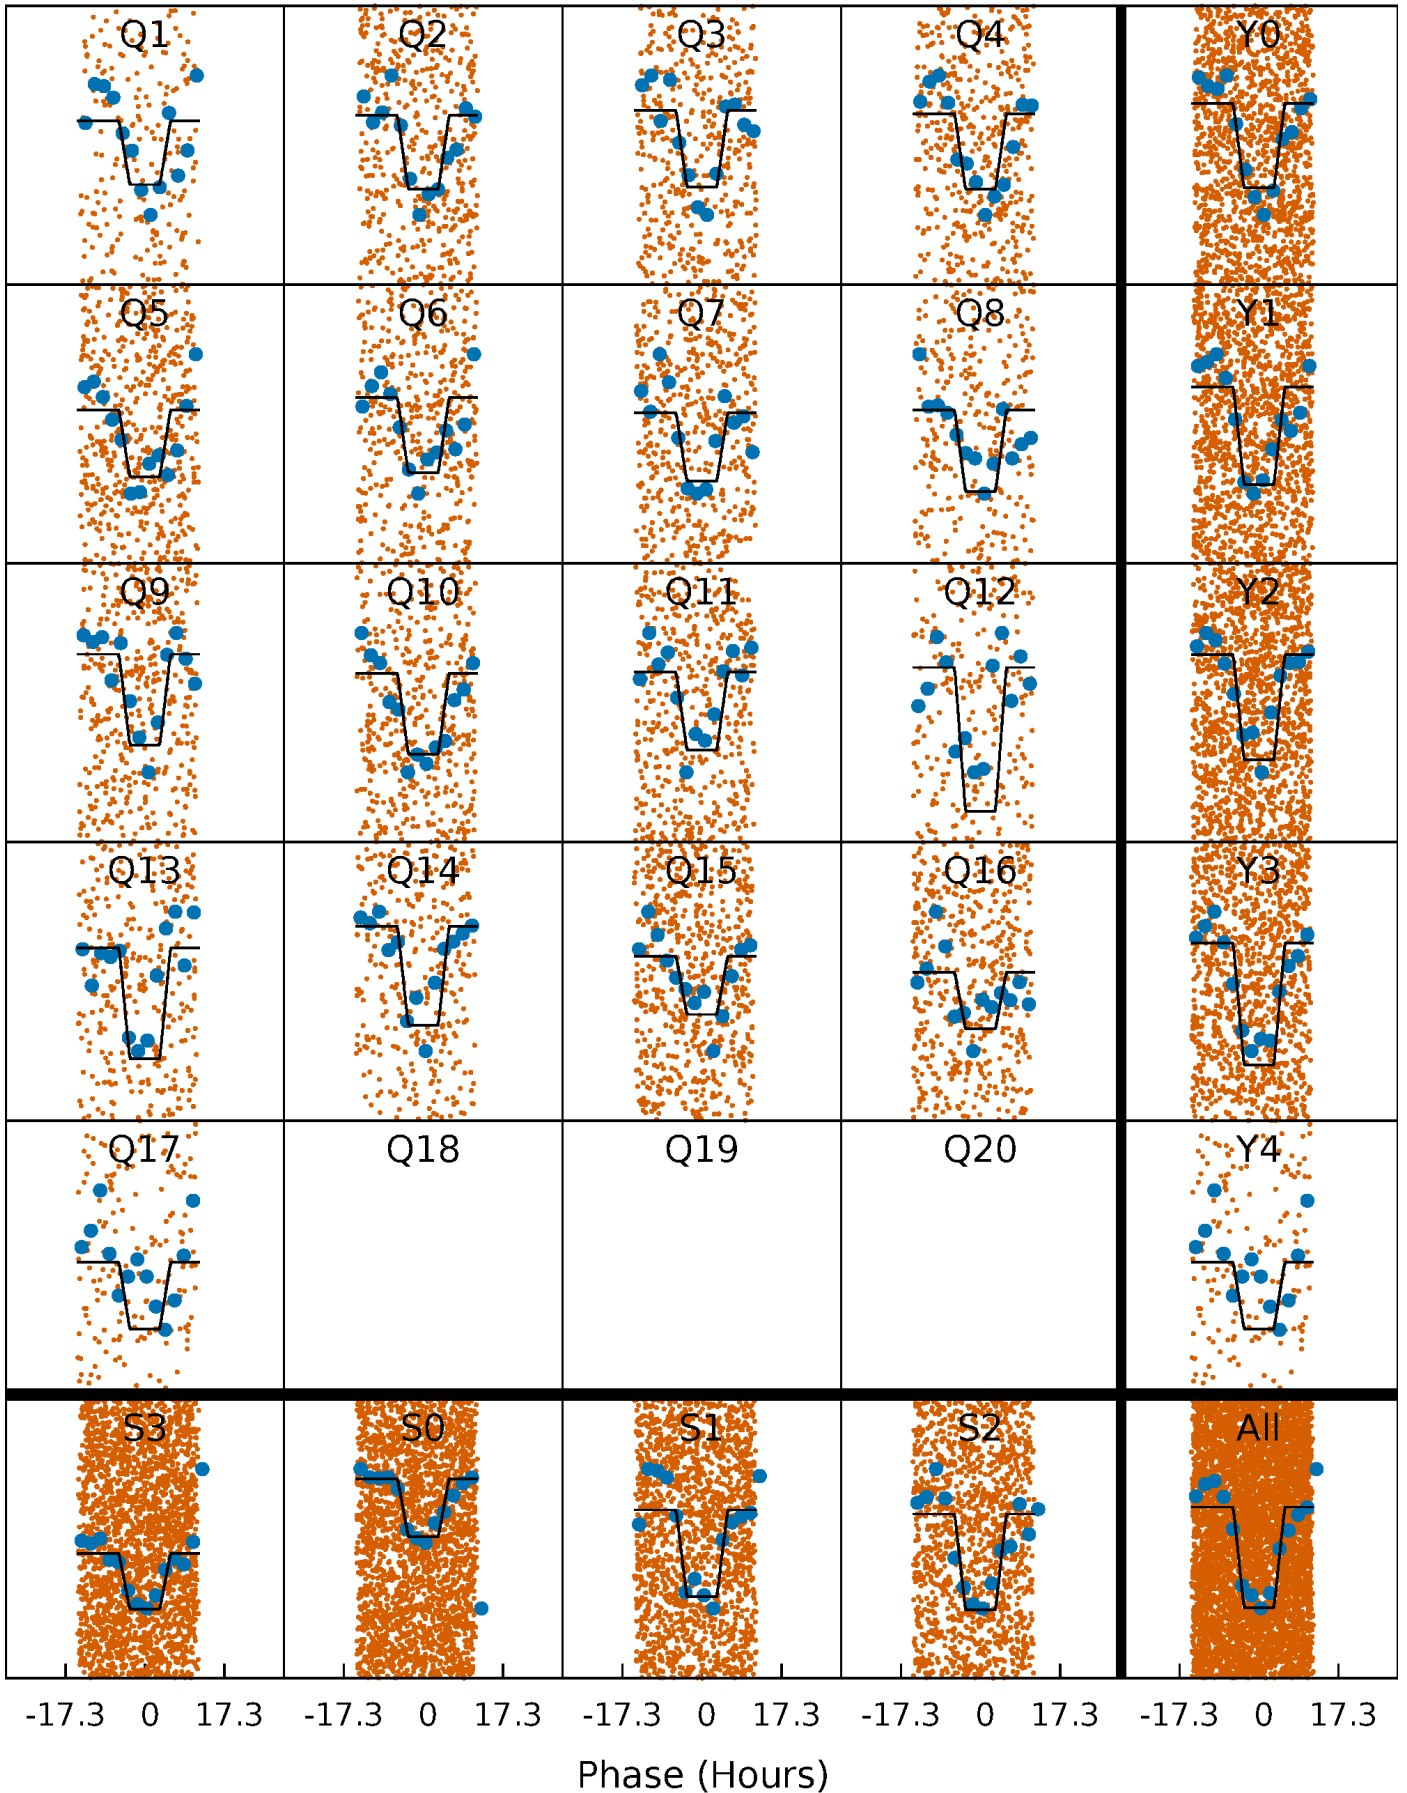 Q1 Q2 Q3 Q4 Y0
Q5 Q6 Q7 Q8 Y1
Q9 Q10 Q11 Q12 Y2
Q13 Q14 Q15 Q16 Y3
Q17 Q18 Q19 Q20 Y4
S3 S0 S1 S2 All
-17.3 0 17.3 -17.3 0 17.3 -17.3 0 17.3 -17.3 0 17.3 -17.3 0 17.3
Phase (Hours)